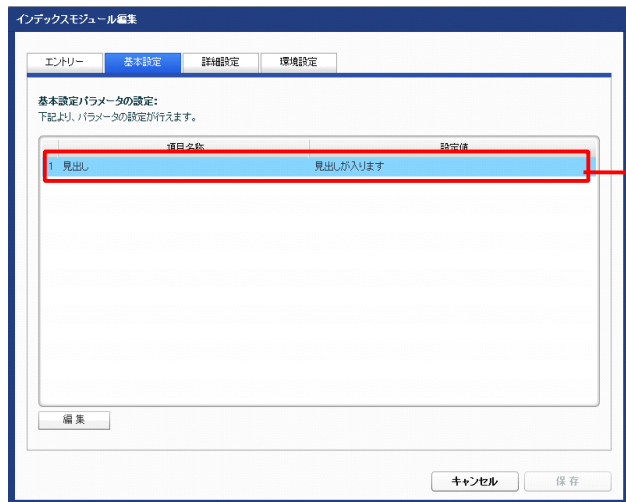 インデックスモジュール編集
エントリー 基本設定 詳細設定 環境設定
基本設定パラメータの設定:
下記より、パラメータの設定が行えます。
項目名称 設定値
1 見出し 見出しが入ります
編集
キャンセル 保存